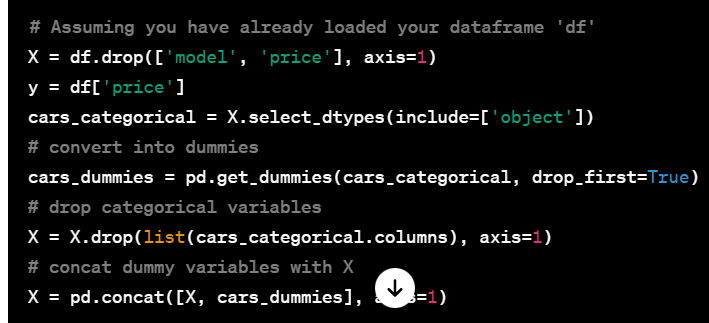 # Assuming you have already loaded your dataframe 'df'
X = df.drop(['model', 'price'], axis=1)
y = df['price']
cars_categorical = X.select_dtypes(include=['object'])
# convert into dummies
cars_dummies = pd.get_dummies(cars_categorical, drop_first=True)
# drop categorical variables
X = X.drop(list(cars_categorical.columns), axis=1)
# concat dummy variables with X
X = pd.concat([X, cars_dummies], axis=1)